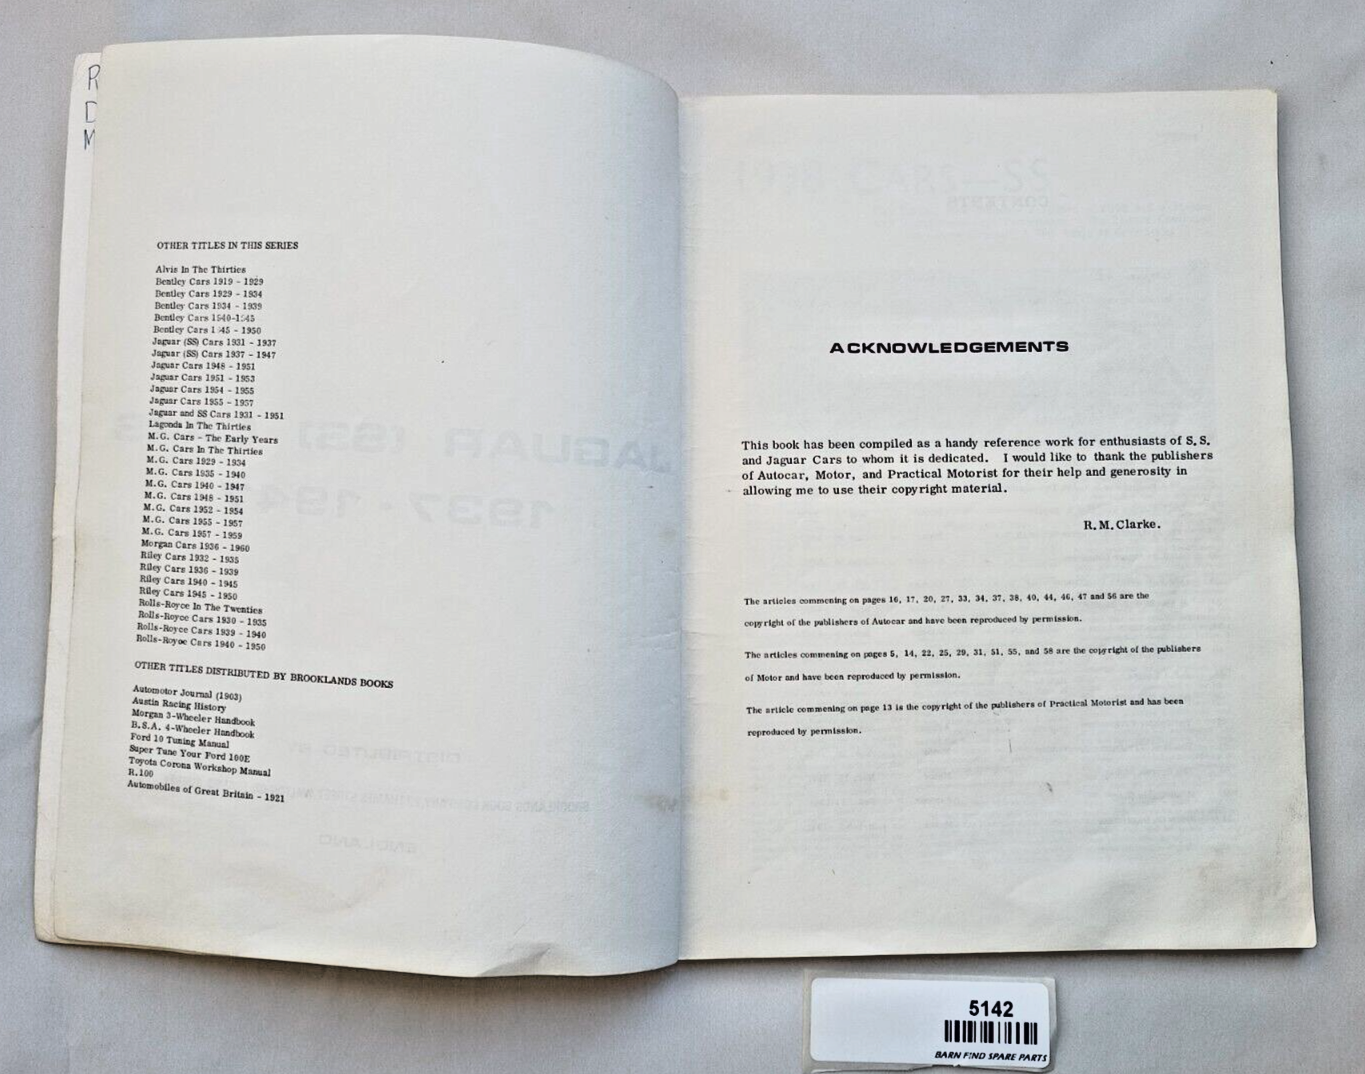 R
D
M
OTHER TITLES IN THIS SERIES
Alvis In The Thirties
Bentley Cars 1919 - 1929
Bentley Cars 1929 - 1934
Bentley Cars 1934 - 1939
Bentley Cars 1940-1945
Bentley Cars 1945 - 1950
Jaguar (SS) Cars 1931 - 1937
Jaguar (SS) Cars 1937 - 1947
Jaguar Cars 1948 - 1951
Jaguar Cars 1951 - 1953
Jaguar Cars 1954 - 1955
Jaguar Cars 1955 - 1957
Jaguar and SS Cars 1931 - 1951
Lagonda In The Thirties
M.G. Cars - The Early Years
M.G. Cars In The Thirties
M.G. Cars 1929 - 1934
M.G. Cars 1935 - 1940
M.G. Cars 1940 - 1947
M.G. Cars 1948 - 1951
M.G. Cars 1952 - 1954
M.G. Cars 1955 - 1957
M.G. Cars 1957 - 1959
Morgan Cars 1936 - 1960
Riley Cars 1932 - 1935
Riley Cars 1936 - 1939
Riley Cars 1940 - 1945
Riley Cars 1945 - 1950
Rolls-Royce In The Twenties
Rolls-Royce Cars 1930 - 1935
Rolls-Royce Cars 1939 - 1940
Rolls-Royce Cars 1940 - 1950
OTHER TITLES DISTRIBUTED BY BROOKLANDS BOOKS
Automotor Journal (1903)
Austin Racing History
Morgan 3-Wheeler Handbook
B.S.A. 4-Wheeler Handbook
Ford 10 Tuning Manual
Super Tune Your Ford 100E
Toyota Corona Workshop Manual
R.100
Automobiles of Great Britain - 1921
ACKNOWLEDGEMENTS
This book has been compiled as a handy reference work for enthusiasts of S.S.
and Jaguar Cars to whom it is dedicated. I would like to thank the publishers
of Autocar, Motor, and Practical Motorist for their help and generosity in
allowing me to use their copyright material.
R.M.Clarke.
The articles commening on pages 16, 17, 20, 27, 33, 34, 37, 38, 40, 44, 46, 47 and 56 are the
copyright of the publishers of Autocar and have been reproduced by permission.
The articles commening on pages 5, 14, 22, 25, 29, 31, 51, 55, and 58 are the copyright of the publishers
of Motor and have been reproduced by permission.
The article commening on page 13 is the copyright of the publishers of Practical Motorist and has been
reproduced by permission.
5142
BARN FIND SPARE PARTS